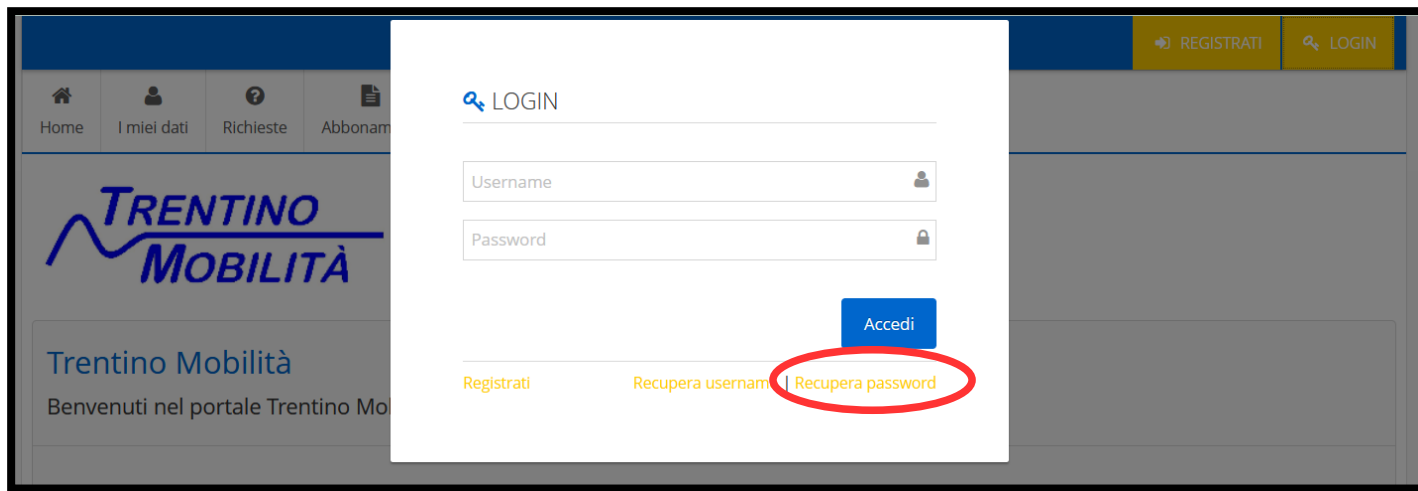 REGISTRATI LOGIN
Home I miei dati Richieste Abbonam
LOGIN
Username
Password
TRENTINO
MOBILITÀ
Accedi
Trentino Mobilità
Registrati Recupera usernam | Recupera password
Benvenuti nel portale Trentino Mo